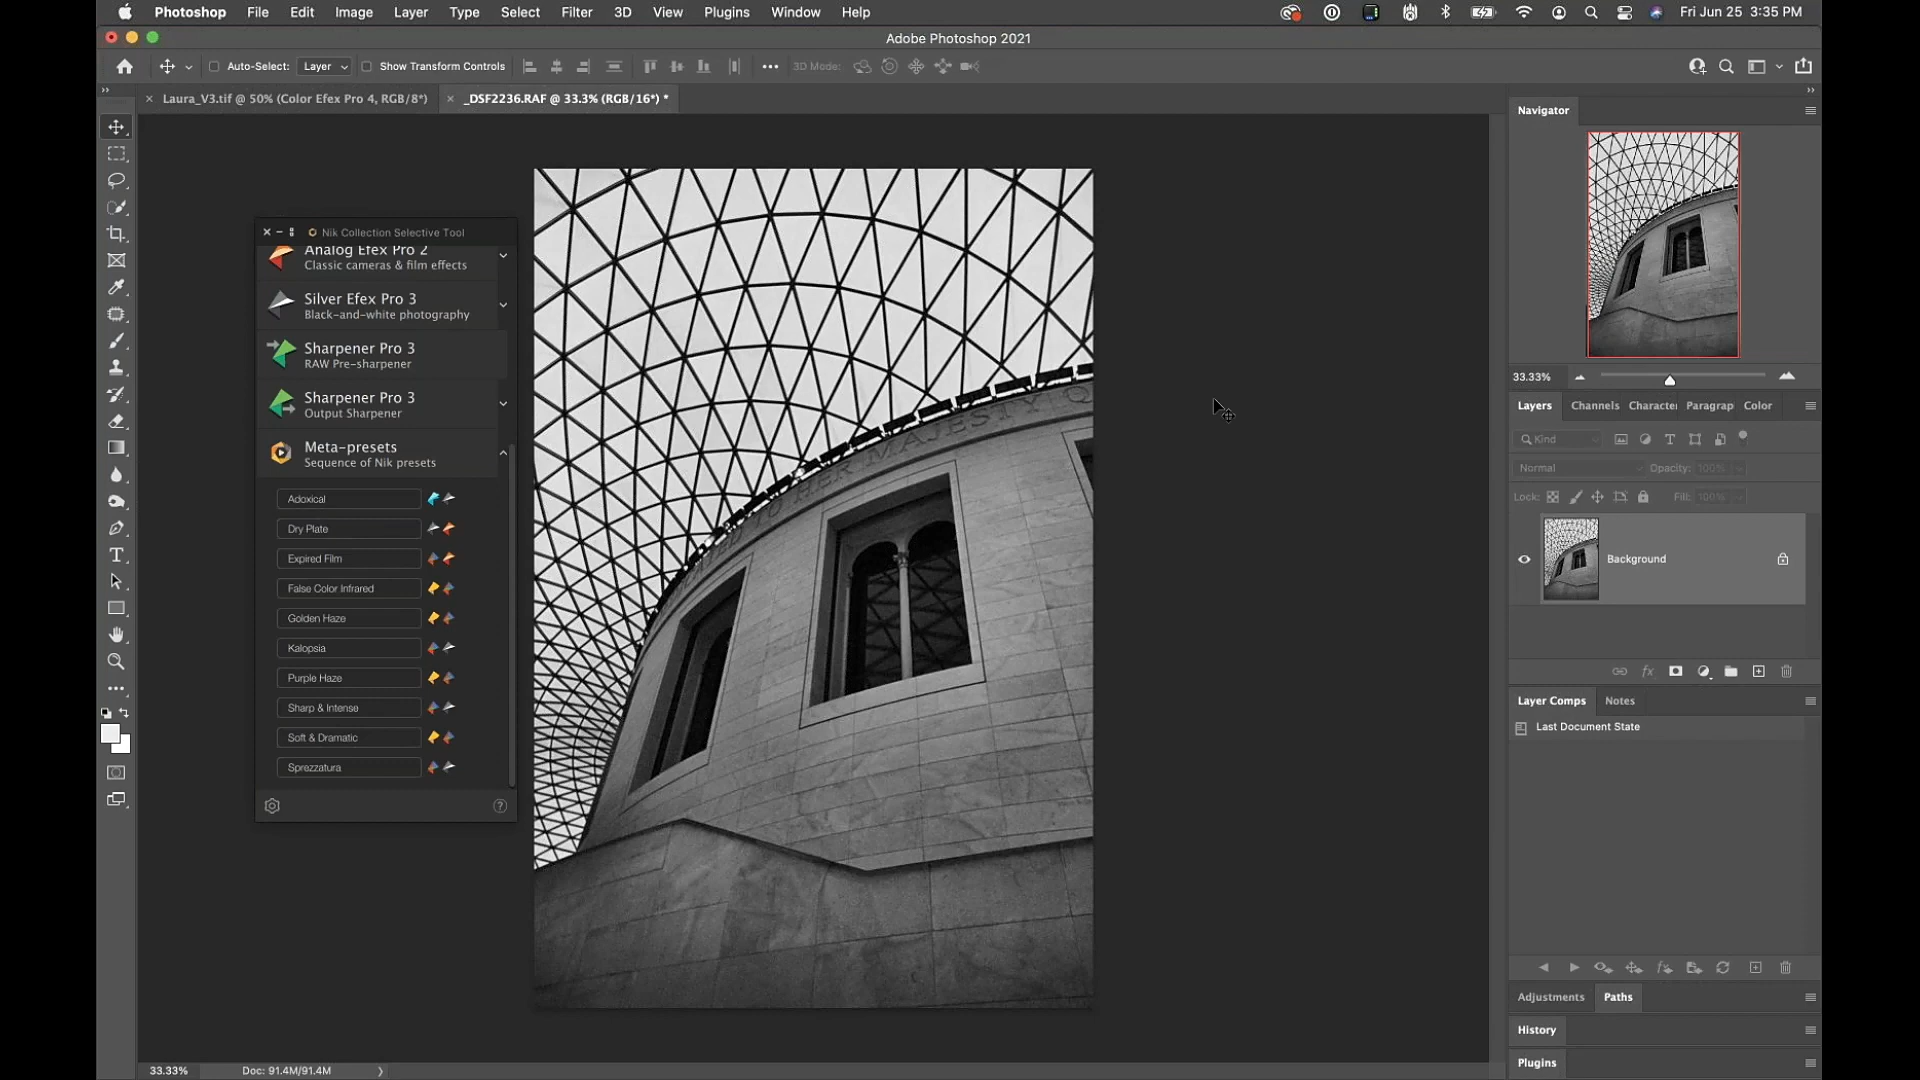 Photoshop File Edit Image Layer Type Select Filter 3D View Plugins Window Help
Fri Jun 25 3:35 PM
Adobe Photoshop 2021
Auto-Select: Layer Show Transform Controls 3D Mode:
Laura_V3.tif @ 50% (Color Efex Pro 4, RGB/8*)
_DSF2236.RAF @ 33.3% (RGB/16*) *
Nik Collection Selective Tool
Analog Efex Pro 2
Classic cameras & film effects
Silver Efex Pro 3
Black-and-white photography
Sharpener Pro 3
RAW Pre-sharpener
Sharpener Pro 3
Output Sharpener
Meta-presets
Sequence of Nik presets
Adoxical
Dry Plate
Expired Film
False Color Infrared
Golden Haze
Kalopsia
Purple Haze
Sharp & Intense
Soft & Dramatic
Sprezzatura
HER MAJESTY Q
Navigator
33.33%
Layers Channels Character Paragrap Color
Kind
Normal Opacity: 100%
Lock: Fill: 100%
Background
Layer Comps Notes
Last Document State
Adjustments Paths
History
Plugins
33.33% Doc: 91.4M/91.4M